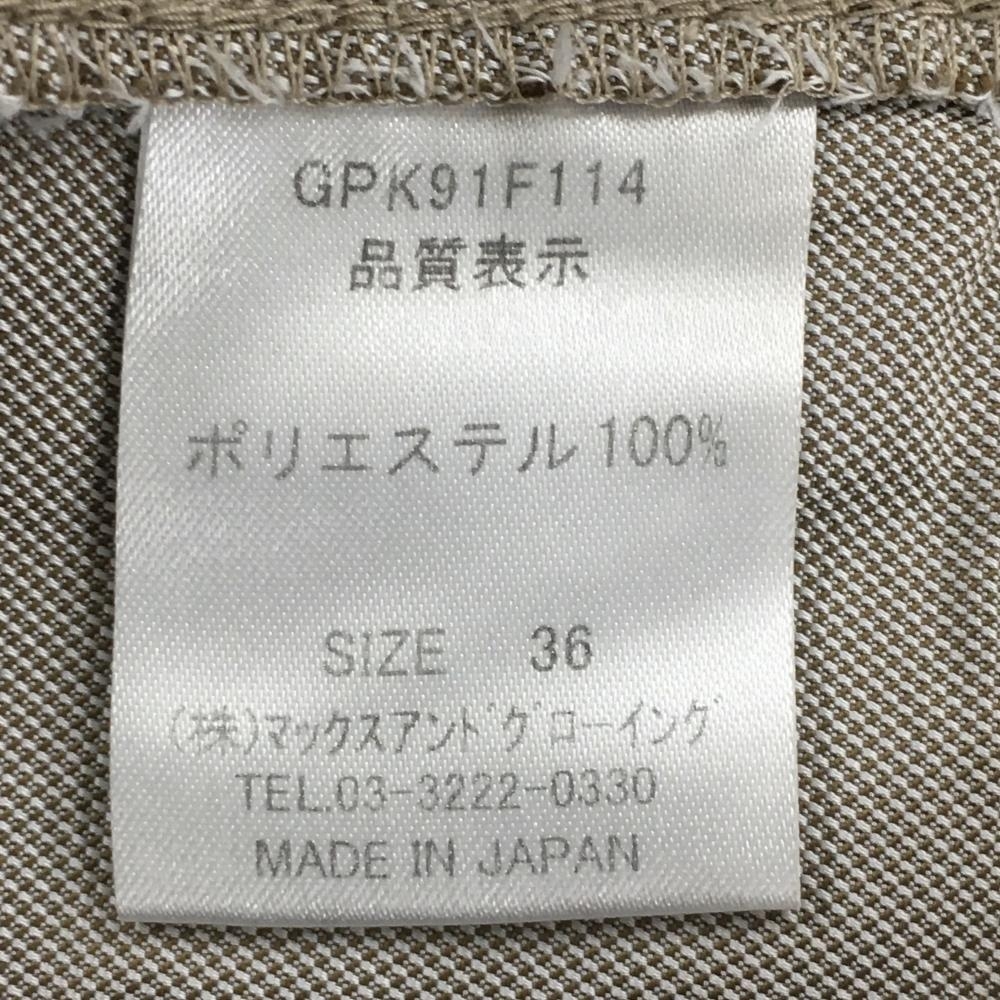 GPK91F114
品質表示
ポリエステル100%
SIZE 36
(株)マックスアンドグローイング
TEL.03-3222-0330
MADE IN JAPAN